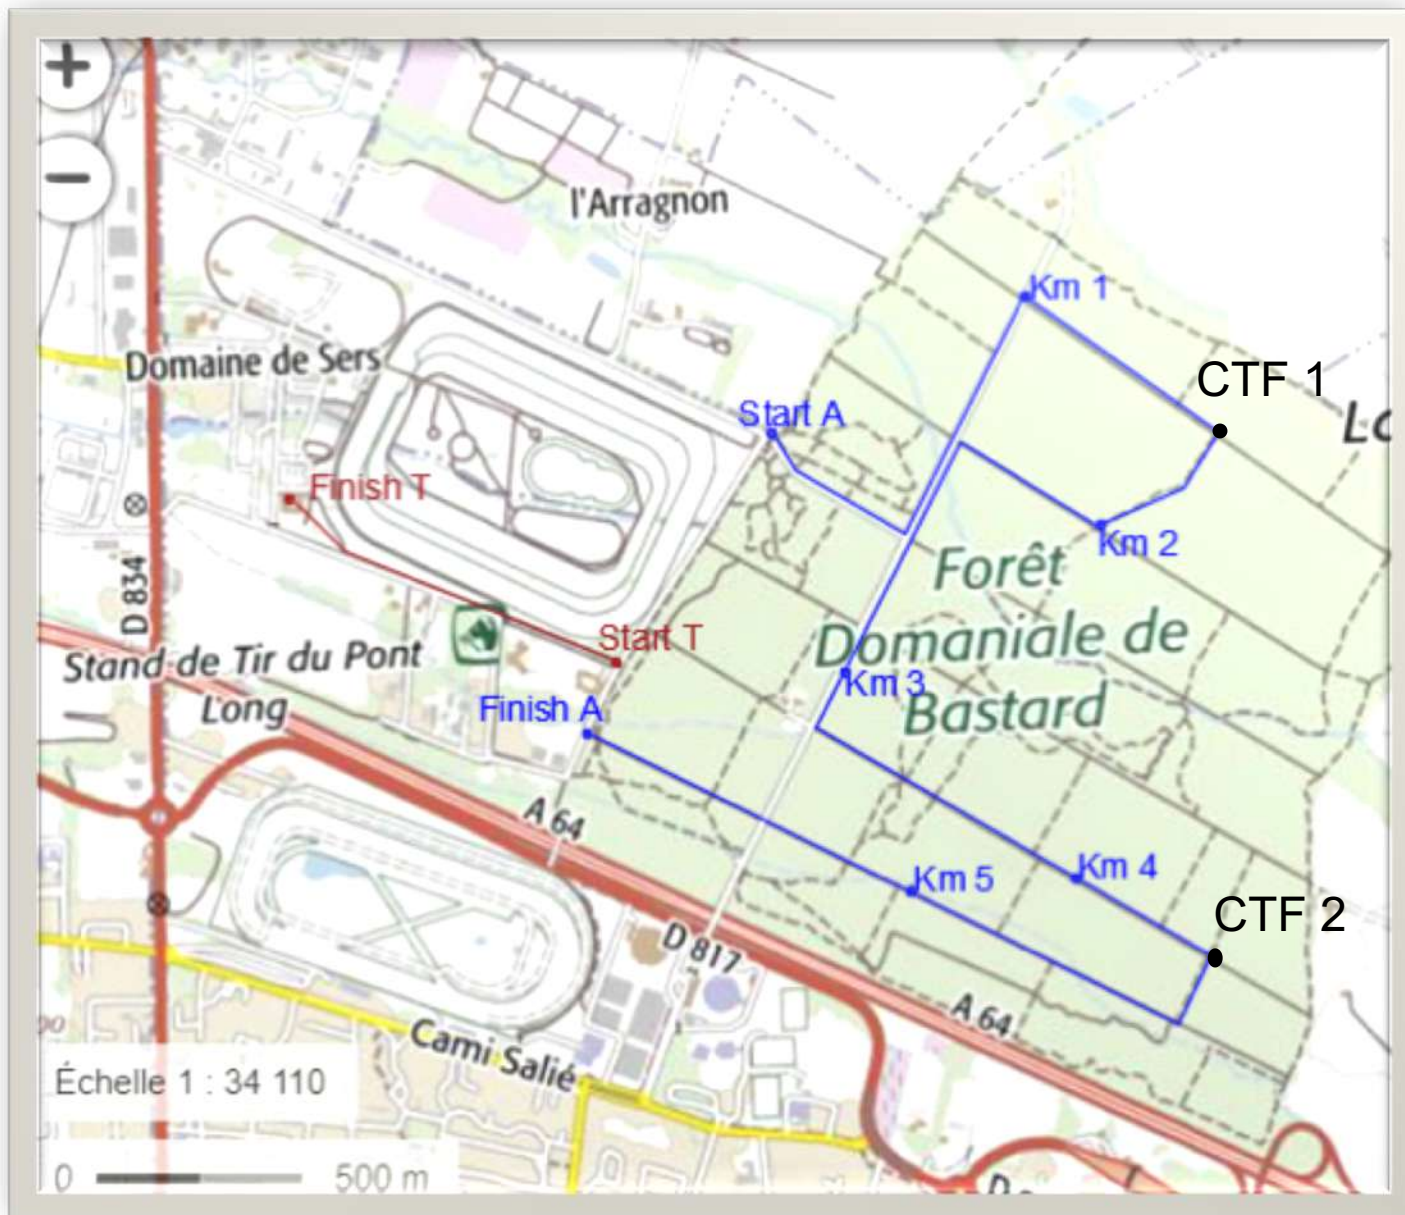 +
l'Arragnon
Km 1
Domaine de Sers
CTF 1
Start A
Finish T
Km 2
D 834
Forêt
Domaniale de
Bastard
Start T
Stand de Tir du Pont
Long
Km 3
Finish A
A 64
Km 4
Km 5
CTF 2
D 817
A 64
Cami Salié
Échelle 1 : 34 110
0 500 m